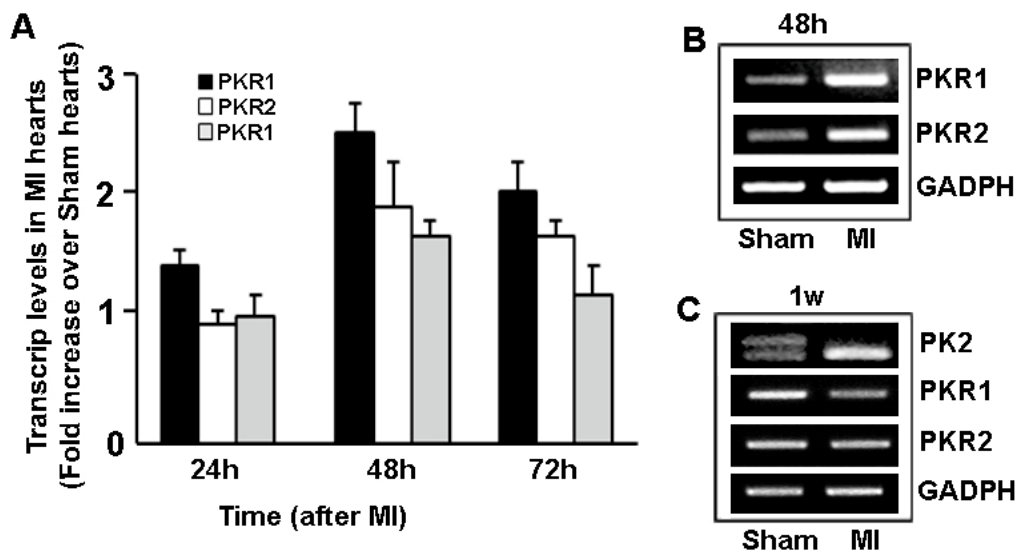 A
Transcrip levels in MI hearts
(Fold increase over Sham hearts)
3
2
1
0
PKR1
PKR2
PKR1
24h
48h
72h
Time (after MI)
B
48h
PKR1
PKR2
GADPH
Sham
MI
C
1w
PK2
PKR1
PKR2
GADPH
Sham
MI